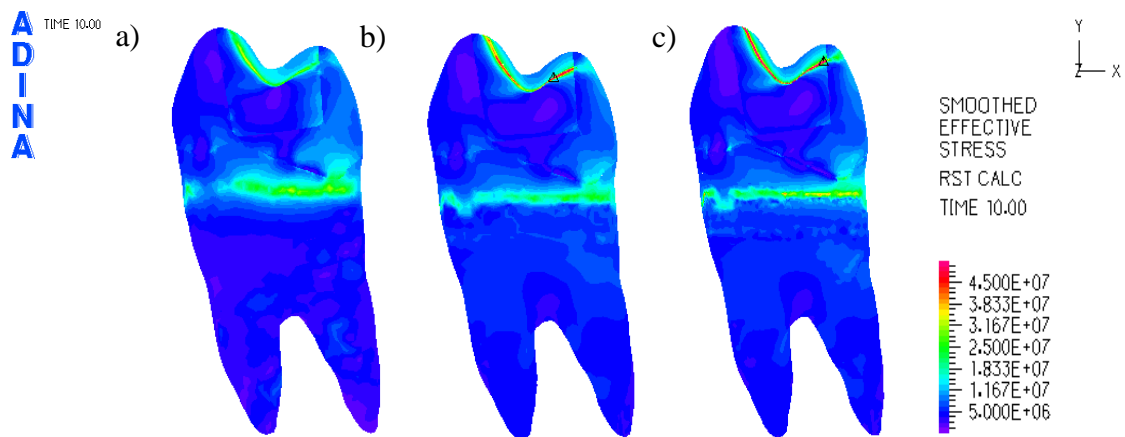 ADINA
TIME 10.00
a)
b)
c)
Y
Z X
SMOOTHED
EFFECTIVE
STRESS
RST CALC
TIME 10.00
4.500E+07
3.833E+07
3.167E+07
2.500E+07
1.833E+07
1.167E+07
5.000E+06